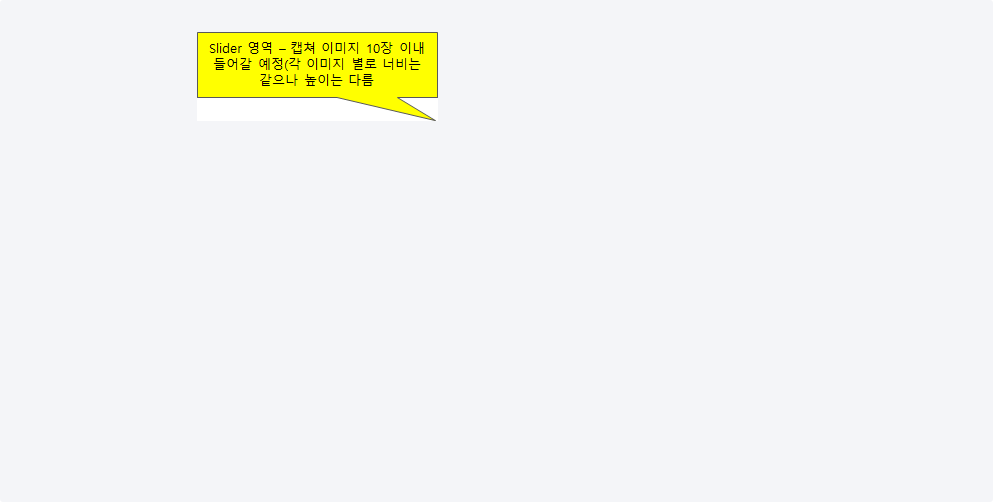 Slider 영역 – 캡쳐 이미지 10장 이내
들어갈 예정(각 이미지 별로 너비는
같으나 높이는 다름